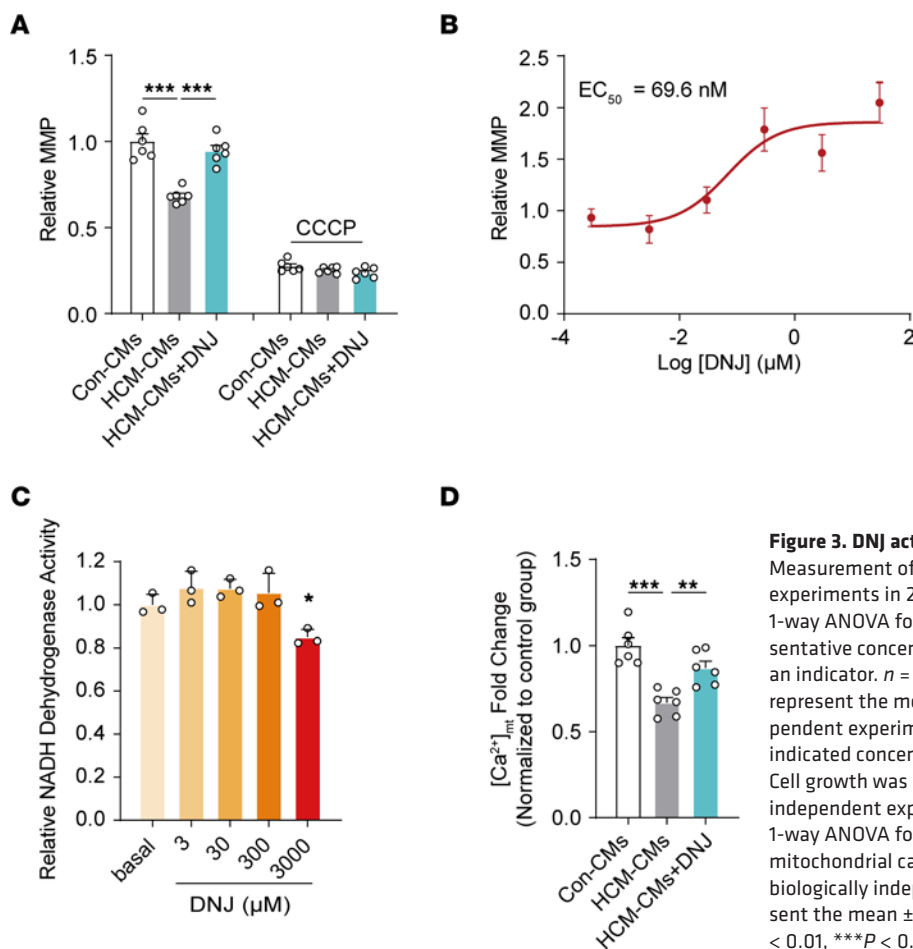 A
Relative MMP
1.5
1.0
0.5
0.0
*** ***
CCCP
Con-CMs
HCM-CMs
HCM-CMs+DNJ
Con-CMs
HCM-CMs
HCM-CMs+DNJ
B
Relative MMP
2.5
2.0
1.5
1.0
0.5
0.0
EC50 = 69.6 nM
-4 -2 0 2
Log [DNJ] (µM)
C
Relative NADH Dehydrogenase Activity
1.2
1.0
0.8
0.6
0.4
0.2
0.0
*
basal 3 30 300 3000
DNJ (µM)
D
[Ca2+]mt Fold Change
(Normalized to control group)
1.5
1.0
0.5
0.0
*** **
Con-CMs
HCM-CMs
HCM-CMs+DNJ
Figure 3. DNJ act
Measurement of
experiments in 2
1-way ANOVA fo
sentative concer
an indicator. n =
represent the me
pendent experim
indicated concen
Cell growth was
independent exp
1-way ANOVA fo
mitochondrial ca
biologically indep
sent the mean ±
< 0.01, ***P < 0.